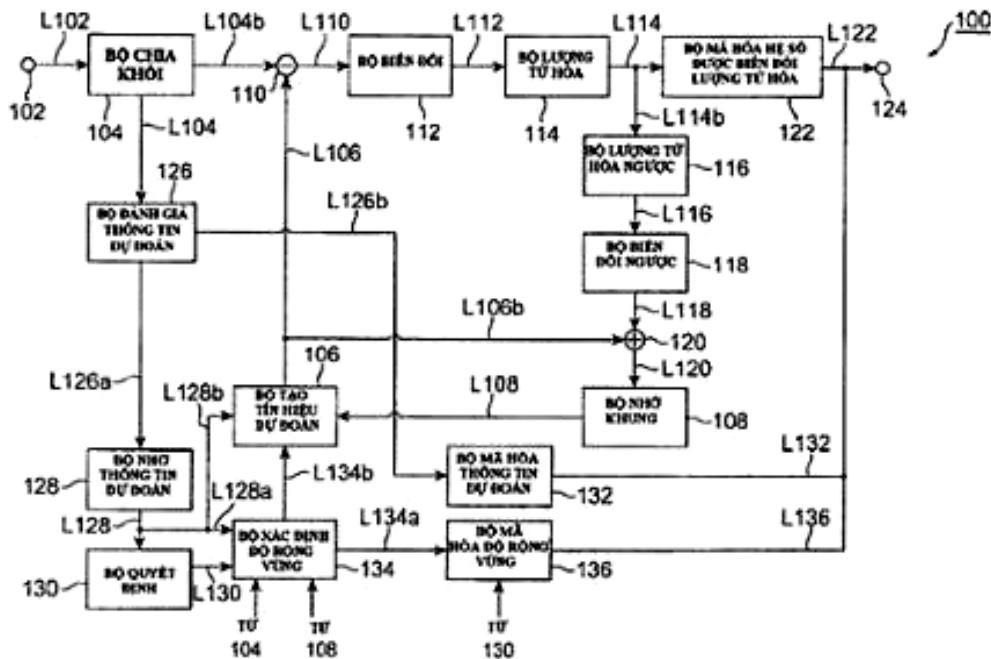 100
L102
BỘ CHIA
KHỐI
L104b
L110
BỘ BIẾN ĐỔI
L112
BỘ LƯỢNG
TỬ HÓA
L114
BỘ MÃ HÓA HỆ SỐ
ĐƯỢC BIẾN ĐỔI
LƯỢNG TỬ HÓA
L122
102
104
110
112
114
122
124
L104
L106
L114b
BỘ LƯỢNG TỬ
HÓA NGƯỢC
116
126
BỘ ĐÁNH GIÁ
THÔNG TIN
DỰ ĐOÁN
L126b
L116
BỘ BIẾN
ĐỔI NGƯỢC
118
L118
L106b
120
L120
106
L126a
L128b
BỘ TẠO
TÍN HIỆU
DỰ ĐOÁN
L108
BỘ NHỚ
KHUNG
108
BỘ NHỚ
THÔNG TIN
DỰ ĐOÁN
128
L134b
BỘ MÃ HÓA
THÔNG TIN
DỰ ĐOÁN
132
L132
L128
L128a
BỘ XÁC ĐỊNH
ĐỘ RỘNG
VÙNG
134
L134a
BỘ MÃ
HÓA ĐỘ RỘNG
VÙNG
136
L136
130
BỘ QUYẾT
ĐỊNH
L130
TỪ
104
TỪ
108
TỪ
130